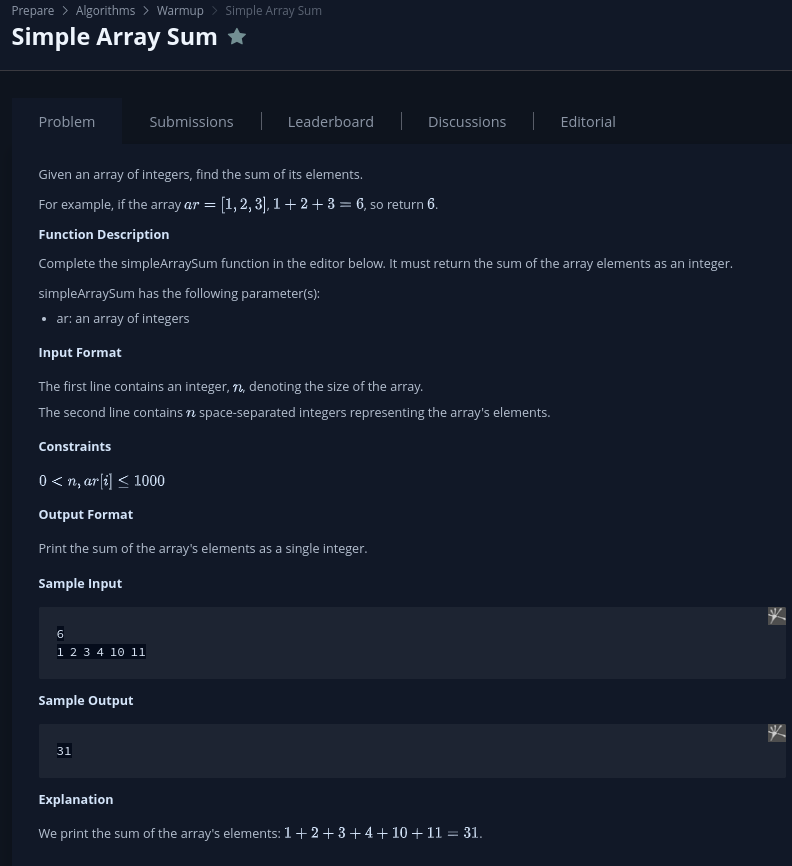 Prepare > Algorithms > Warmup > Simple Array Sum
Simple Array Sum
Problem Submissions Leaderboard Discussions Editorial
Given an array of integers, find the sum of its elements.
For example, if the array ar = [1, 2, 3], 1 + 2 + 3 = 6, so return 6.
Function Description
Complete the simpleArraySum function in the editor below. It must return the sum of the array elements as an integer.
simpleArraySum has the following parameter(s):
• ar: an array of integers
Input Format
The first line contains an integer, n, denoting the size of the array.
The second line contains n space-separated integers representing the array's elements.
Constraints
0 < n, ar[i] ≤ 1000
Output Format
Print the sum of the array's elements as a single integer.
Sample Input
6
1 2 3 4 10 11
Sample Output
31
Explanation
We print the sum of the array's elements: 1 + 2 + 3 + 4 + 10 + 11 = 31.